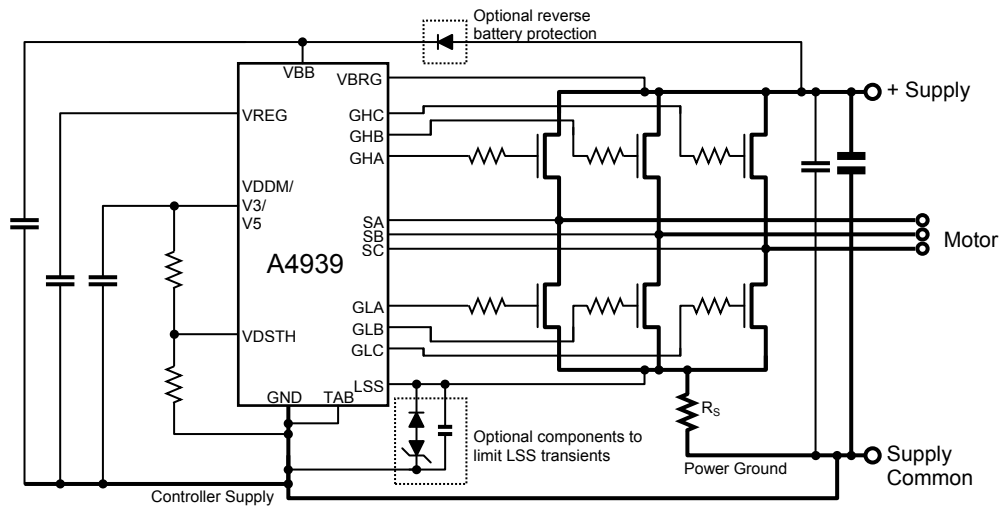 Optional reverse
battery protection
VBB
VBRG
+ Supply
VREG
GHC
GHB
GHA
VDDM/
V3/
V5
SA
SB
SC
Motor
A4939
GLA
VDSTH
GLB
GLC
LSS
GND
TAB
RS
Optional components to
limit LSS transients
Power Ground
Supply
Common
Controller Supply